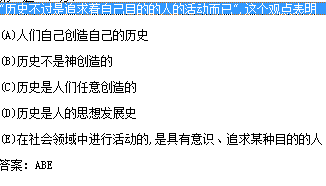 “历史不过是追求着自己目的的人的活动而已”,这个观点表明
(A)人们自己创造自己的历史
(B)历史不是神创造的
(C)历史是人们任意创造的
(D)历史是人的思想发展史
(E)在社会领域中进行活动的,是具有意识、追求某种目的的人
答案: ABE